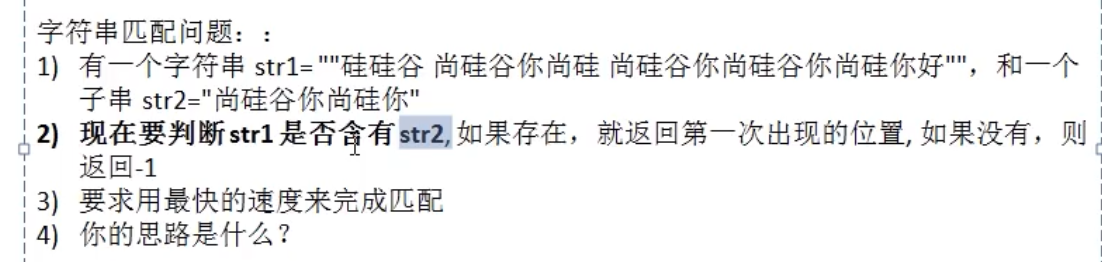 字符串匹配问题：：
1) 有一个字符串 str1= ""硅硅谷 尚硅谷你尚硅 尚硅谷你尚硅谷你尚硅你好""，和一个
子串 str2="尚硅谷你尚硅你"
2) 现在要判断 str1 是否含有 str2, 如果存在，就返回第一次出现的位置, 如果没有，则
返回-1
3) 要求用最快的速度来完成匹配
4) 你的思路是什么？